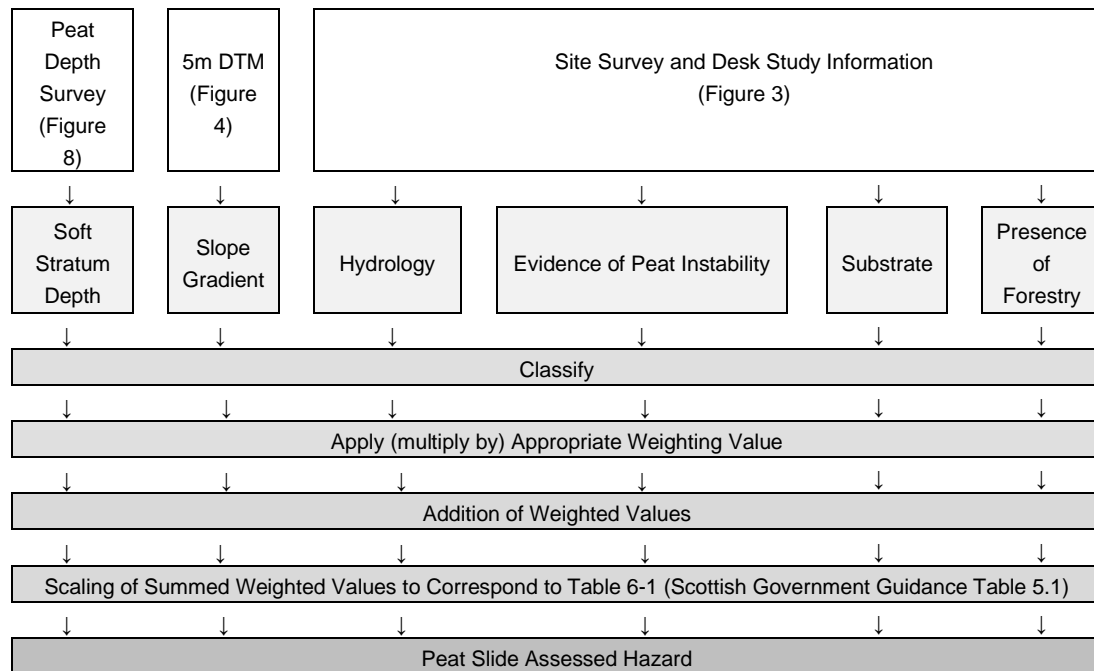 Peat
Depth
Survey
(Figure
8)
5m DTM
(Figure
4)
Site Survey and Desk Study Information
(Figure 3)
↓ ↓ ↓ ↓ ↓ ↓
Soft
Stratum
Depth
Slope
Gradient
Hydrology
Evidence of Peat Instability
Substrate
Presence
of
Forestry
↓ ↓ ↓ ↓ ↓ ↓
Classify
↓ ↓ ↓ ↓ ↓ ↓
Apply (multiply by) Appropriate Weighting Value
↓ ↓ ↓ ↓ ↓ ↓
Addition of Weighted Values
↓ ↓ ↓ ↓ ↓ ↓
Scaling of Summed Weighted Values to Correspond to Table 6-1 (Scottish Government Guidance Table 5.1)
↓ ↓ ↓ ↓ ↓ ↓
Peat Slide Assessed Hazard